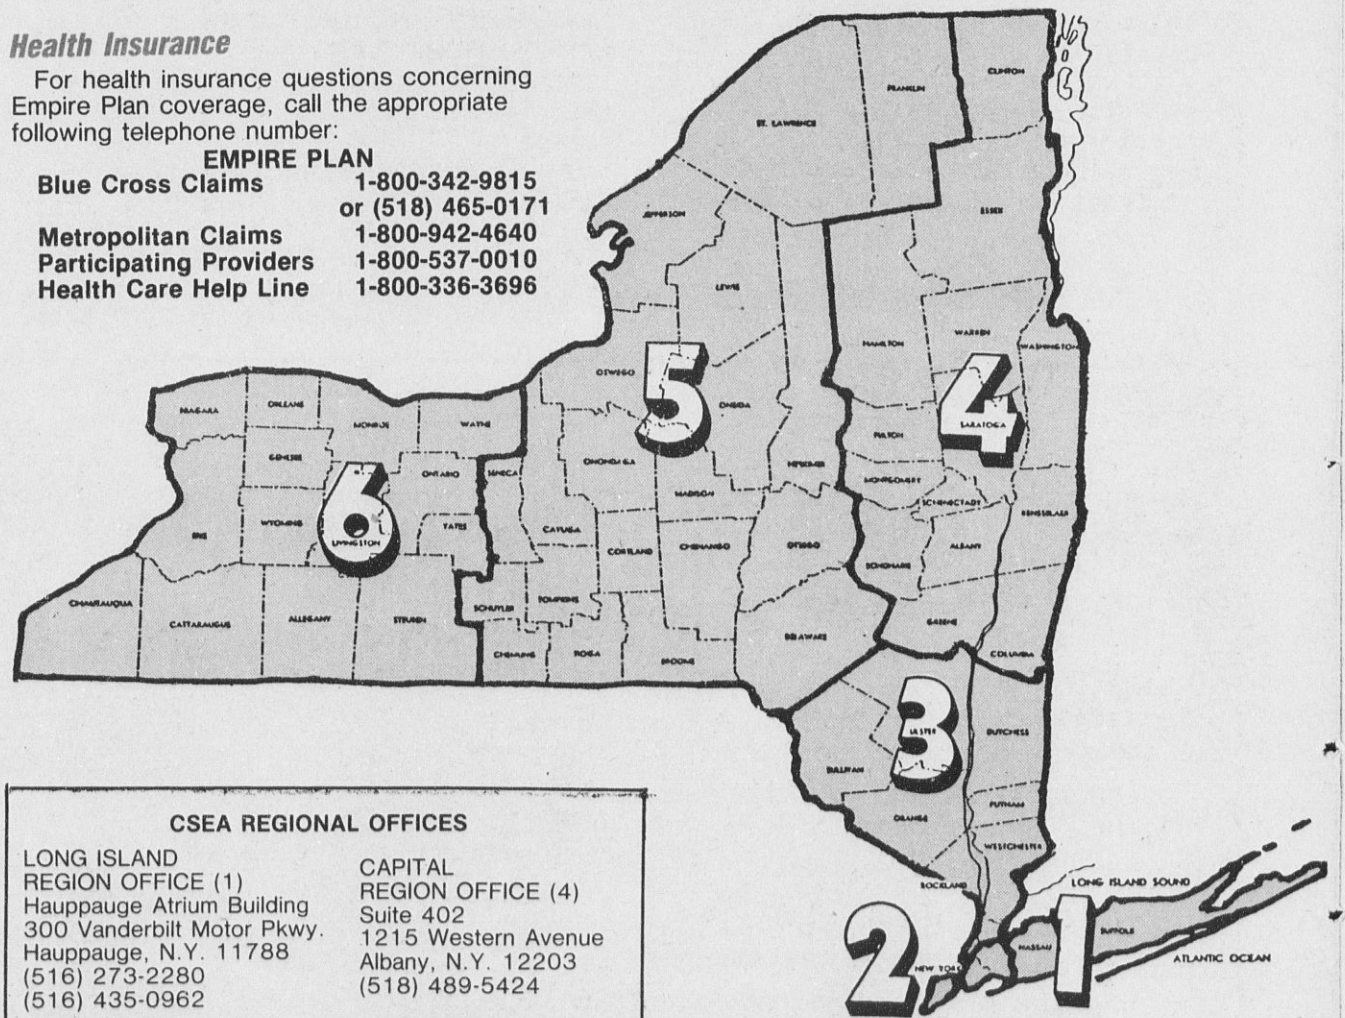 Health Insurance
For health insurance questions concerning
Empire Plan coverage, call the appropriate
following telephone number:
EMPIRE PLAN
Blue Cross Claims 1-800-342-9815
or (518) 465-0171
Metropolitan Claims 1-800-942-4640
Participating Providers 1-800-537-0010
Health Care Help Line 1-800-336-3696
CLINTON
FRANKLIN
ST. LAWRENCE
ESSEX
JEFFERSON
LEWIS
HAMILTON
WARREN
WASHINGTON
OSWEGO
5
ONEIDA
4
SARATOGA
NIAGARA
ORLEANS
MONROE
WAYNE
GENESEE
ONTARIO
SENECA
ONONDAGA
MADISON
HERKIMER
FULTON
MONTGOMERY
SCHENECTADY
RENSSELAER
6
ERIE
WYOMING
LIVINGSTON
YATES
CAYUGA
CORTLAND
CHENANGO
OTSEGO
SCHOHARIE
ALBANY
CHAUTAUQUA
CATTARAUGUS
ALLEGANY
STEUBEN
SCHUYLER
TOMPKINS
CHEMUNG
TIOGA
BROOME
DELAWARE
GREENE
COLUMBIA
3
ULSTER
DUTCHESS
SULLIVAN
ORANGE
PUTNAM
WESTCHESTER
ROCKLAND
LONG ISLAND SOUND
2
NEW YORK
NASSAU
1
SUFFOLK
ATLANTIC OCEAN
CSEA REGIONAL OFFICES
LONG ISLAND
REGION OFFICE (1)
Hauppauge Atrium Building
300 Vanderbilt Motor Pkwy.
Hauppauge, N.Y. 11788
(516) 273-2280
(516) 435-0962
CAPITAL
REGION OFFICE (4)
Suite 402
1215 Western Avenue
Albany, N.Y. 12203
(518) 489-5424